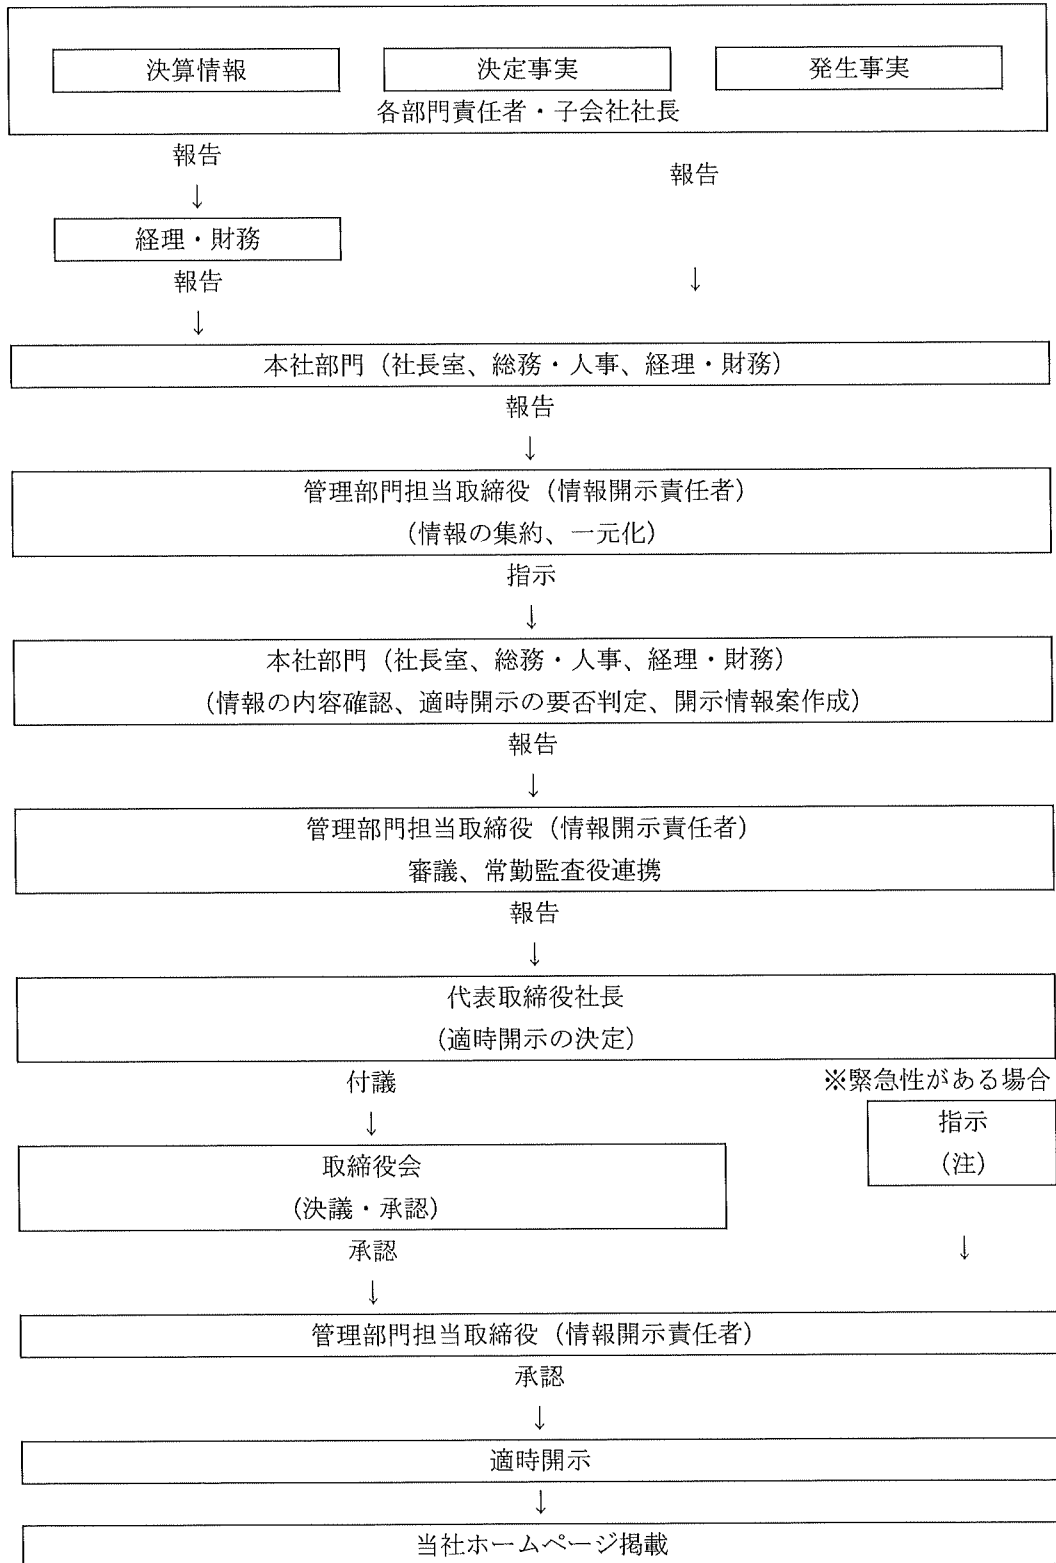 決算情報
決定事実
発生事実
各部門責任者・子会社社長
報告
報告
↓
経理・財務
報告
↓
↓
本社部門（社長室、総務・人事、経理・財務）
報告
↓
管理部門担当取締役（情報開示責任者）
（情報の集約、一元化）
指示
↓
本社部門（社長室、総務・人事、経理・財務）
（情報の内容確認、適時開示の要否判定、開示情報案作成）
報告
↓
管理部門担当取締役（情報開示責任者）
審議、常勤監査役連携
報告
↓
代表取締役社長
（適時開示の決定）
付議
※緊急性がある場合
↓
指示
（注）
取締役会
（決議・承認）
承認
↓
↓
管理部門担当取締役（情報開示責任者）
承認
↓
適時開示
↓
当社ホームページ掲載